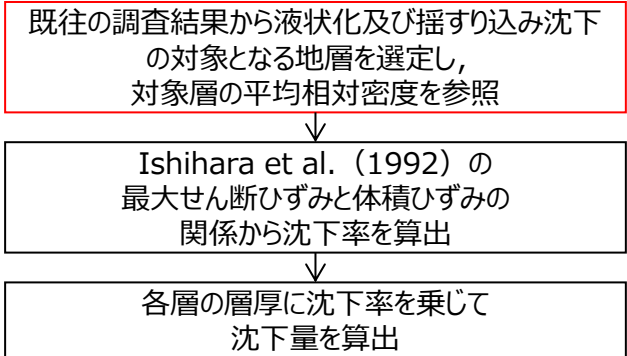 既往の調査結果から液状化及び揺すり込み沈下
の対象となる地層を選定し，
対象層の平均相対密度を参照
Ishihara et al.（1992）の
最大せん断ひずみと体積ひずみの
関係から沈下率を算出
各層の層厚に沈下率を乗じて
沈下量を算出